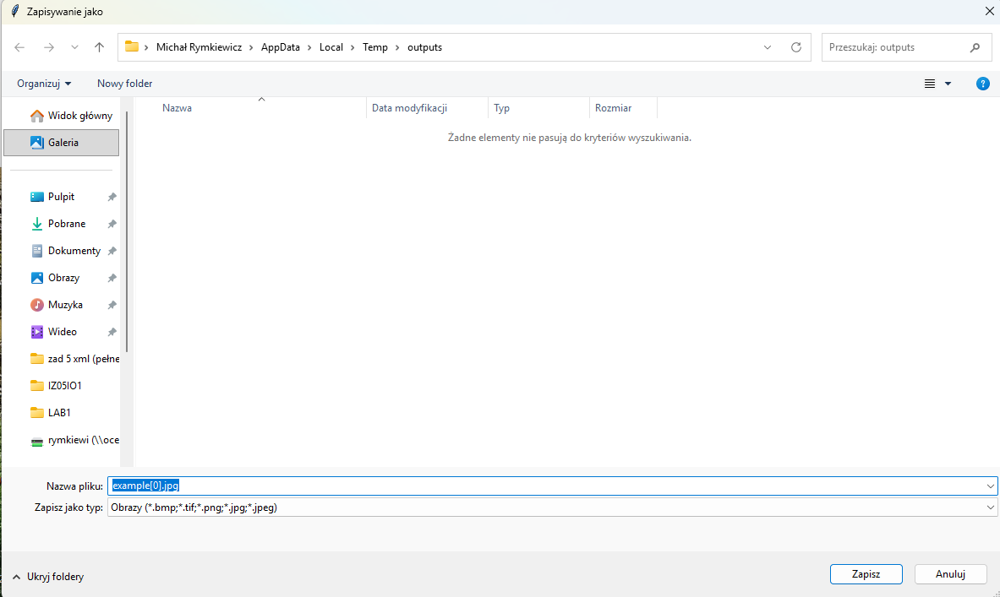 Zapisywanie jako
Michał Rymkiewicz > AppData > Local > Temp > outputs
Przeszukaj: outputs
Organizuj
Nowy folder
?
Nazwa
Data modyfikacji
Typ
Rozmiar
Żadne elementy nie pasują do kryteriów wyszukiwania.
Widok główny
Galeria
Pulpit
Pobrane
Dokumenty
Obrazy
Muzyka
Wideo
zad 5 xml (pełne
IZ05IO1
LAB1
rymkiewi (\\oce
Nazwa pliku: example[0].jpg
Zapisz jako typ: Obrazy (*.bmp;*.tif;*.png;*.jpg;*.jpeg)
Ukryj foldery
Zapisz
Anuluj